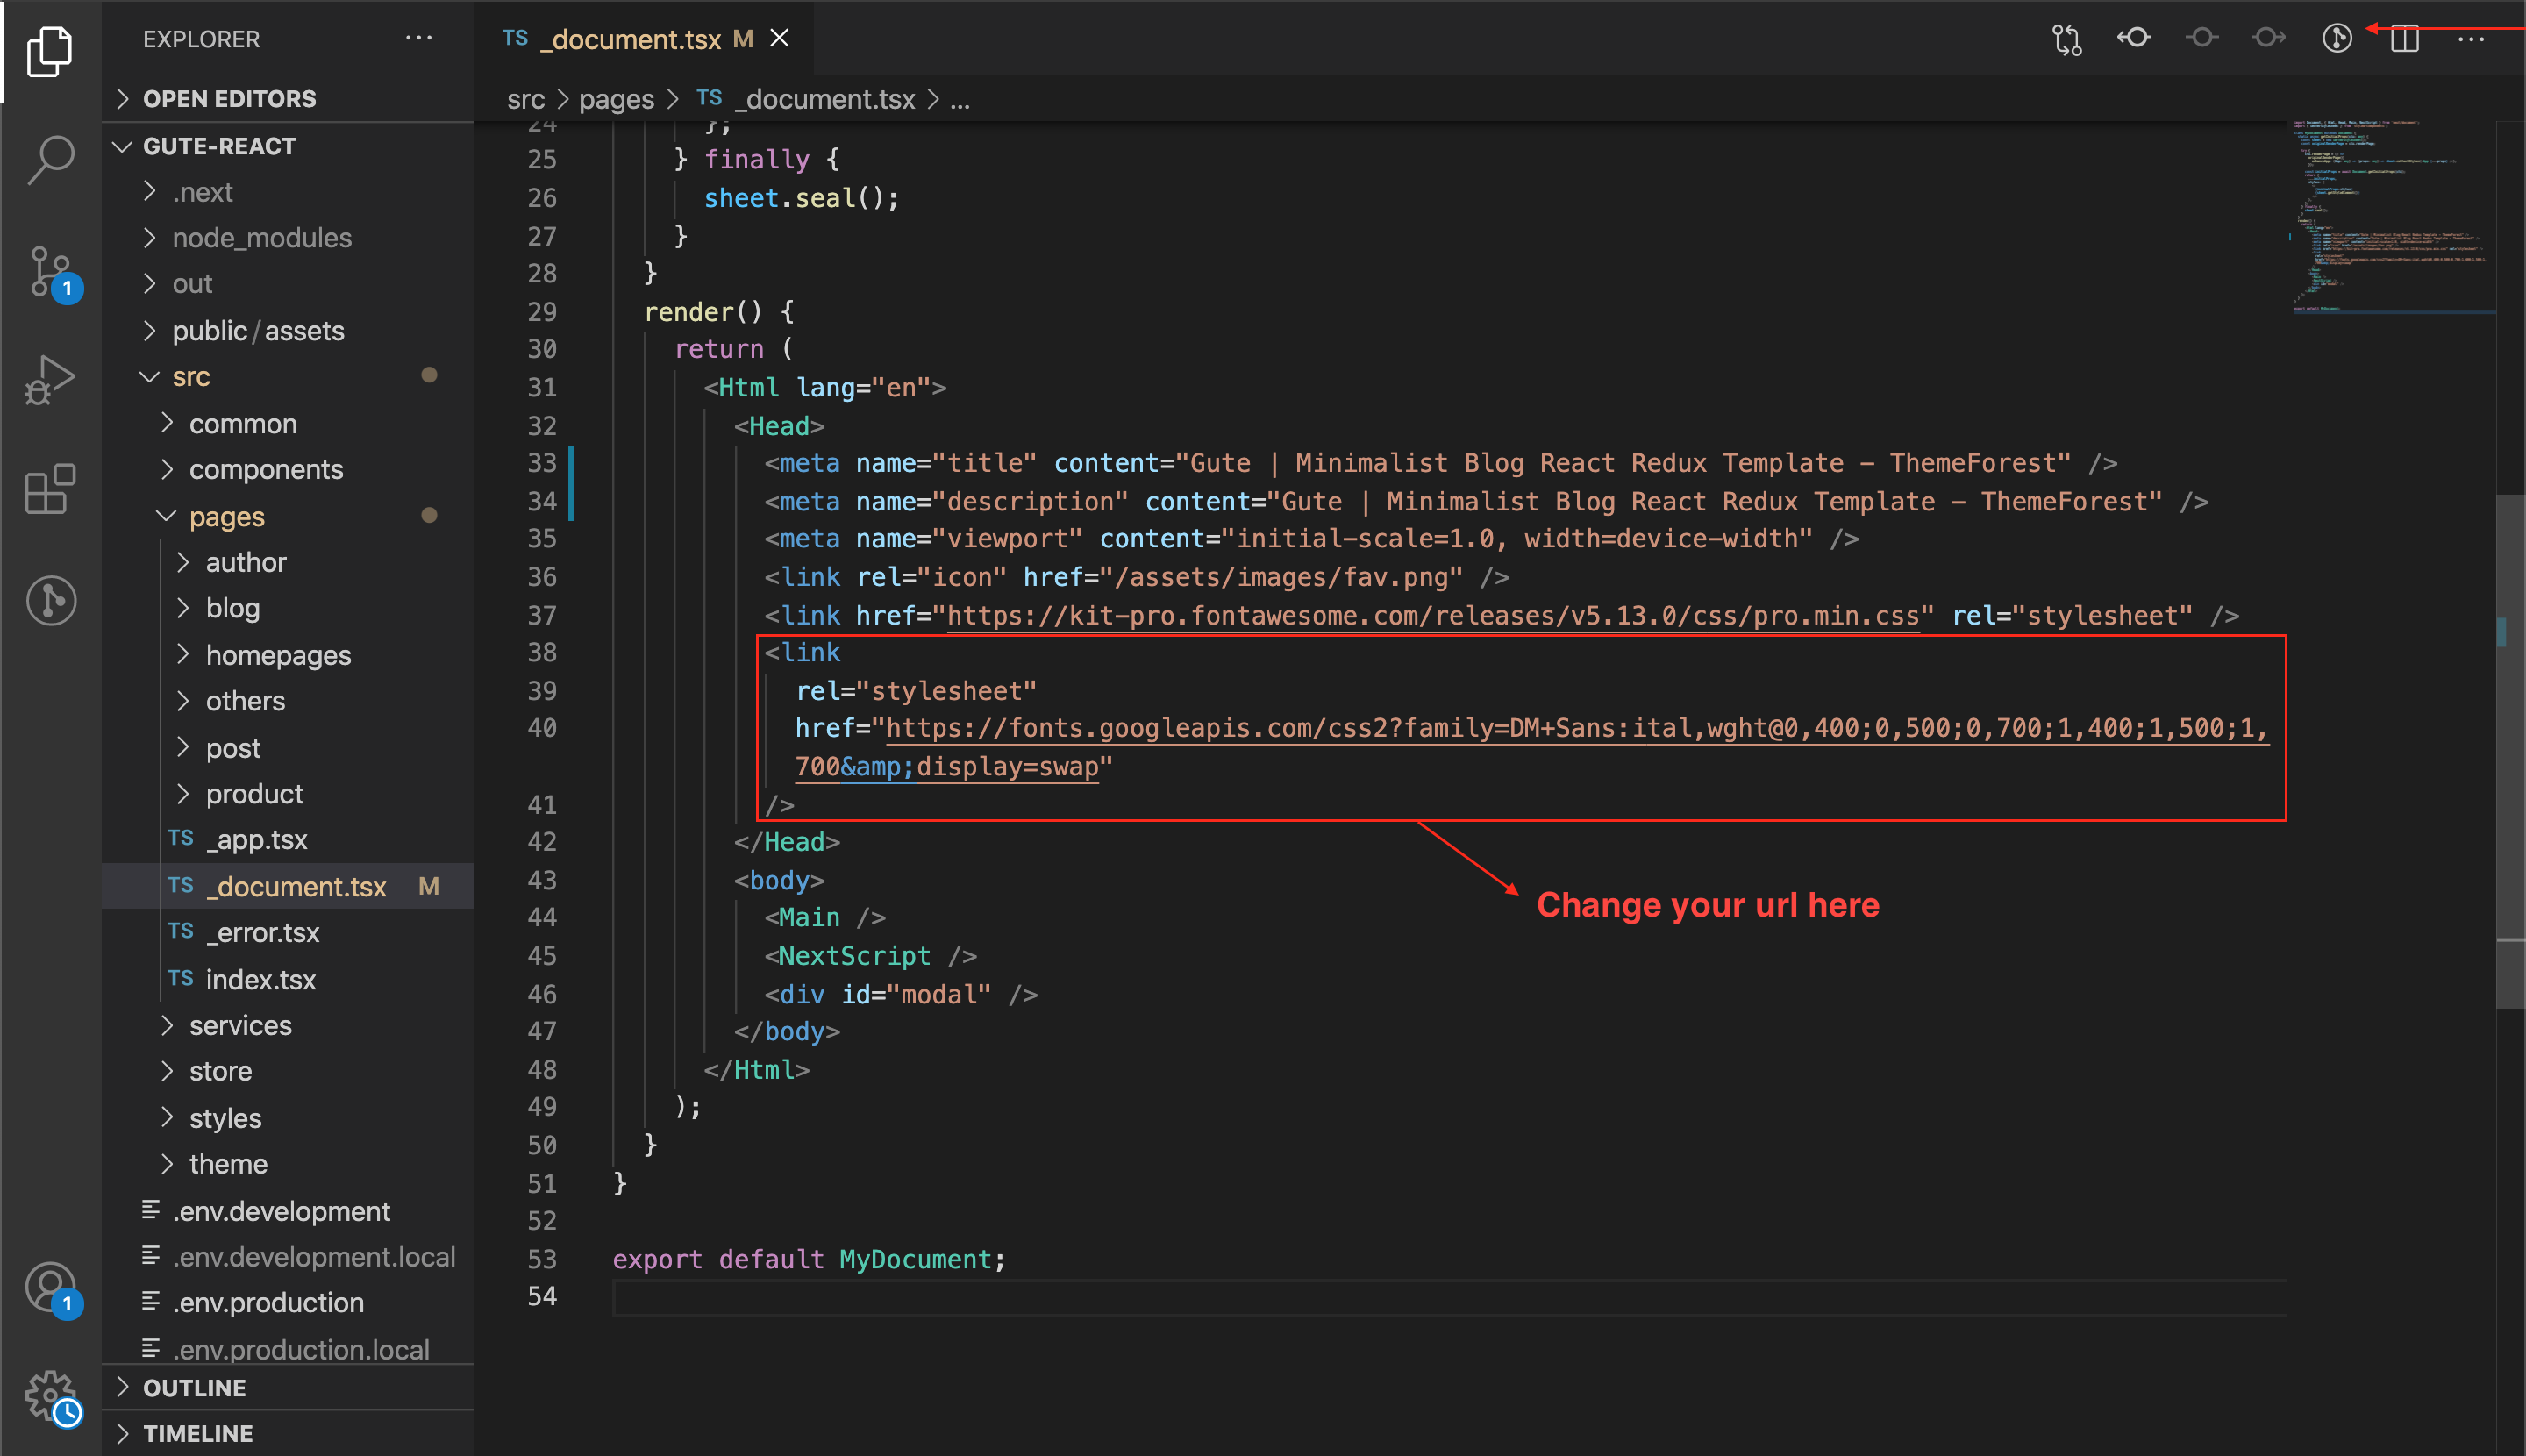 EXPLORER
OPEN EDITORS
GUTE-REACT
.next
node_modules
out
public/assets
src
common
components
pages
author
blog
homepages
others
post
product
TS _app.tsx
TS _document.tsx M
TS _error.tsx
TS index.tsx
services
store
styles
theme
.env.development
.env.development.local
.env.production
.env.production.local
OUTLINE
TIMELINE
1
1
TS _document.tsx M
src > pages > TS _document.tsx > ...
24 };
25 } finally {
26 sheet.seal();
27 }
28 }
29 render() {
30 return (
31 <Html lang="en">
32 <Head>
33 <meta name="title" content="Gute | Minimalist Blog React Redux Template - ThemeForest" />
34 <meta name="description" content="Gute | Minimalist Blog React Redux Template - ThemeForest" />
35 <meta name="viewport" content="initial-scale=1.0, width=device-width" />
36 <link rel="icon" href="/assets/images/fav.png" />
37 <link href="https://kit-pro.fontawesome.com/releases/v5.13.0/css/pro.min.css" rel="stylesheet" />
38 <link
39 rel="stylesheet"
40 href="https://fonts.googleapis.com/css2?family=DM+Sans:ital,wght@0,400;0,500;0,700;1,400;1,500;1,
700&amp;display=swap"
41 />
42 </Head>
43 <body>
Change your url here
44 <Main />
45 <NextScript />
46 <div id="modal" />
47 </body>
48 </Html>
49 );
50 }
51 }
52
53 export default MyDocument;
54